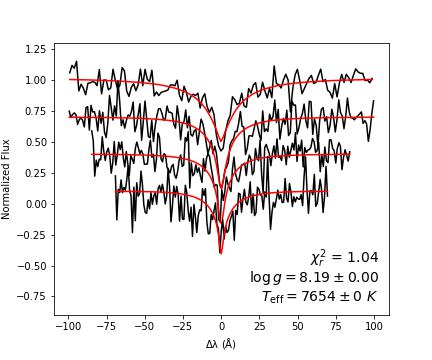 1.25
1.00
0.75
0.50
0.25
0.00
−0.25
−0.50
−0.75
Normalized Flux
χ²ᵣ = 1.04
log g = 8.19 ± 0.00
T_eff = 7654 ± 0 K
−100 −75 −50 −25 0 25 50 75 100
Δλ (Å)